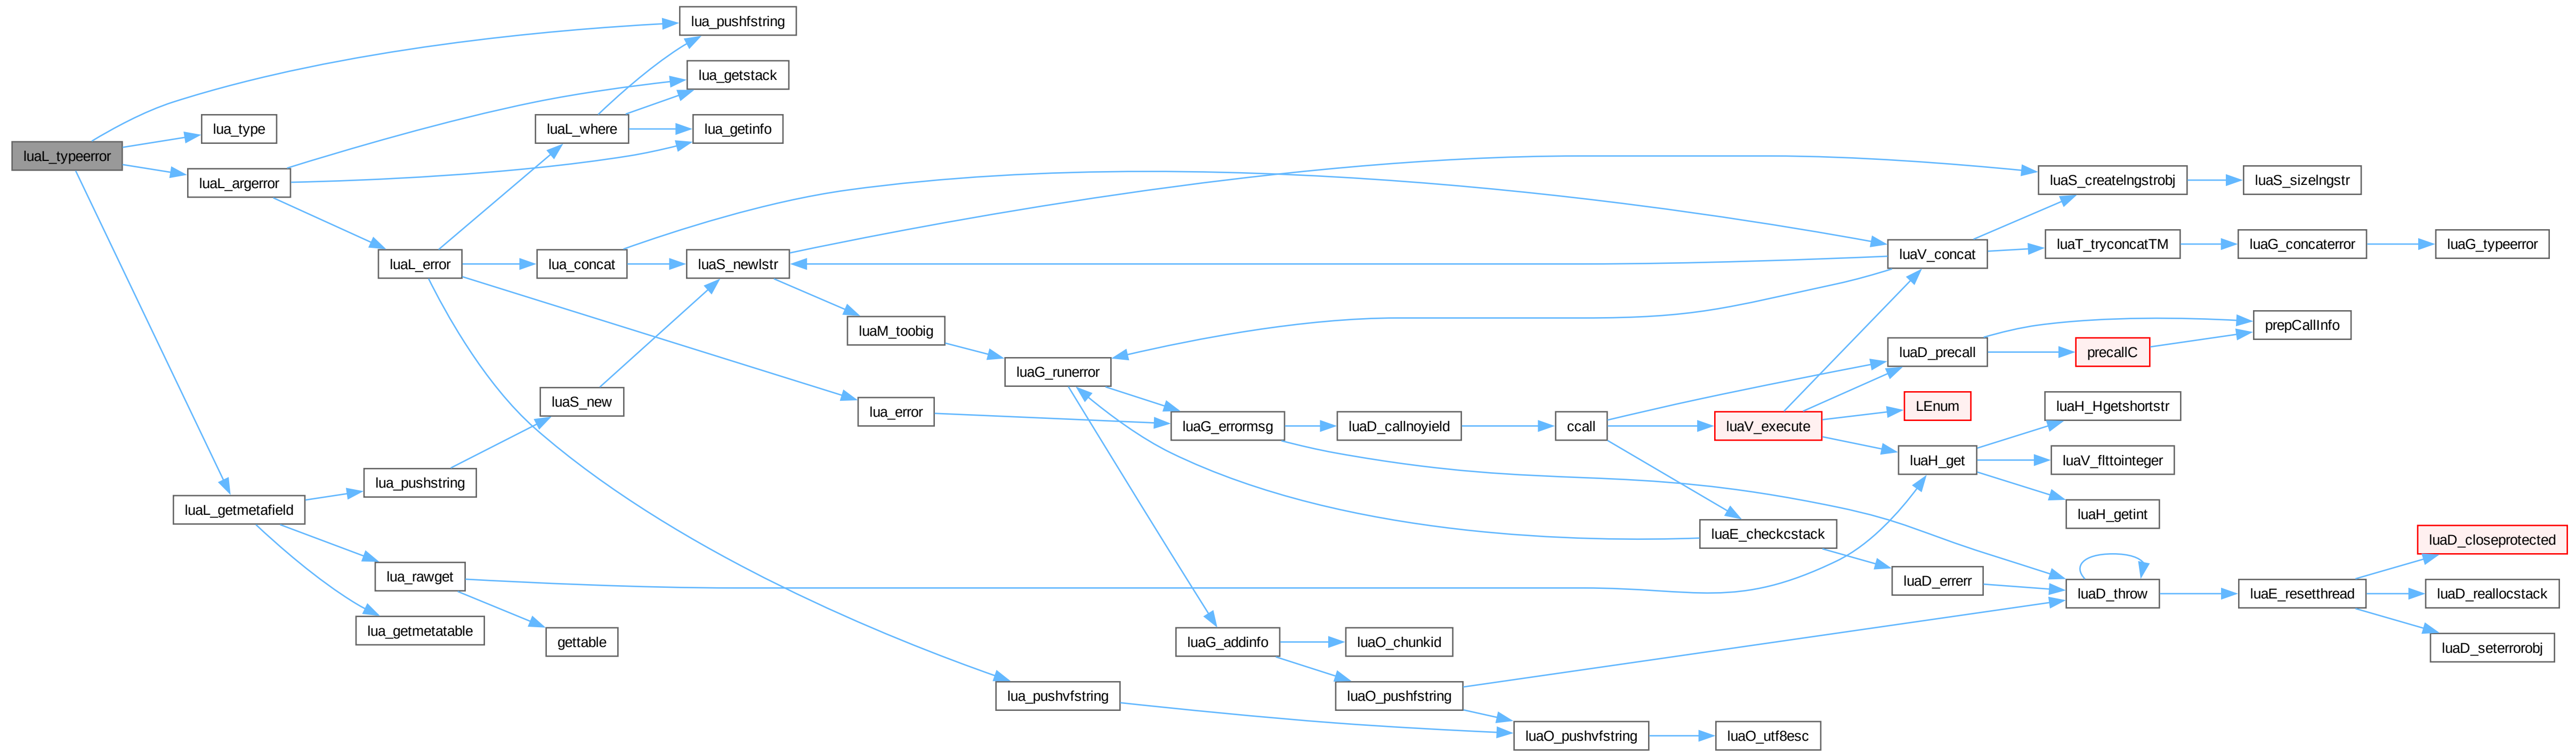 luaL_typeerror
lua_type
luaL_argerror
luaL_getmetafield
luaL_error
lua_pushstring
lua_rawget
lua_getmetatable
lua_pushfstring
lua_getstack
luaL_where
lua_getinfo
lua_concat
luaS_newlstr
luaM_toobig
luaS_new
lua_error
gettable
luaG_runerror
luaG_errormsg
luaG_addinfo
lua_pushvfstring
luaD_callnoyield
luaO_chunkid
luaO_pushfstring
ccall
luaO_pushvfstring
luaV_execute
luaE_checkcstack
luaO_utf8esc
luaV_concat
luaD_precall
LEnum
luaH_get
luaD_errerr
luaS_createlngstrobj
luaT_tryconcatTM
precallC
luaH_Hgetshortstr
luaV_flttointeger
luaH_getint
luaD_throw
luaS_sizelngstr
luaG_concaterror
prepCallInfo
luaE_resetthread
luaG_typeerror
luaD_closeprotected
luaD_reallocstack
luaD_seterrorobj